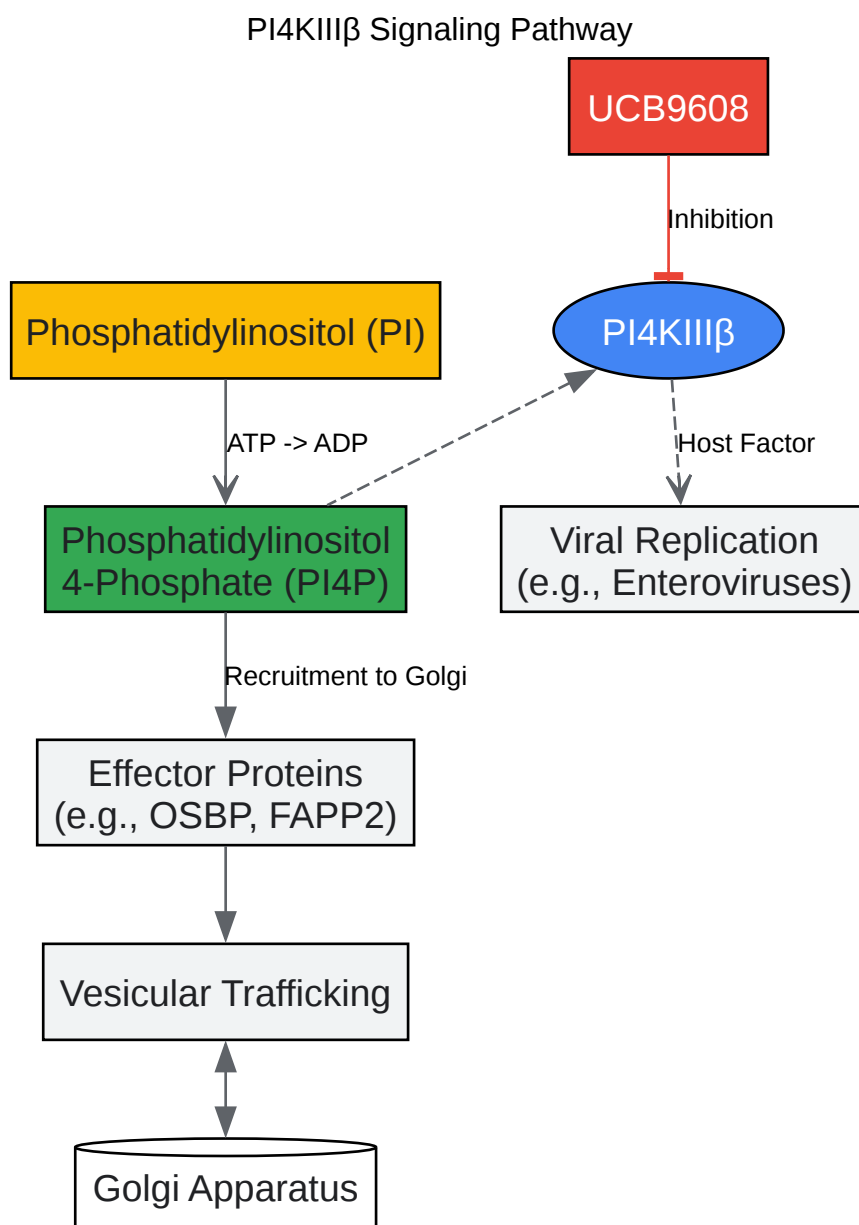 PI4KIIIβ Signaling Pathway
UCB9608
Inhibition
Phosphatidylinositol (PI)
PI4KIIIβ
ATP -> ADP
Host Factor
Phosphatidylinositol
4-Phosphate (PI4P)
Viral Replication
(e.g., Enteroviruses)
Recruitment to Golgi
Effector Proteins
(e.g., OSBP, FAPP2)
Vesicular Trafficking
Golgi Apparatus